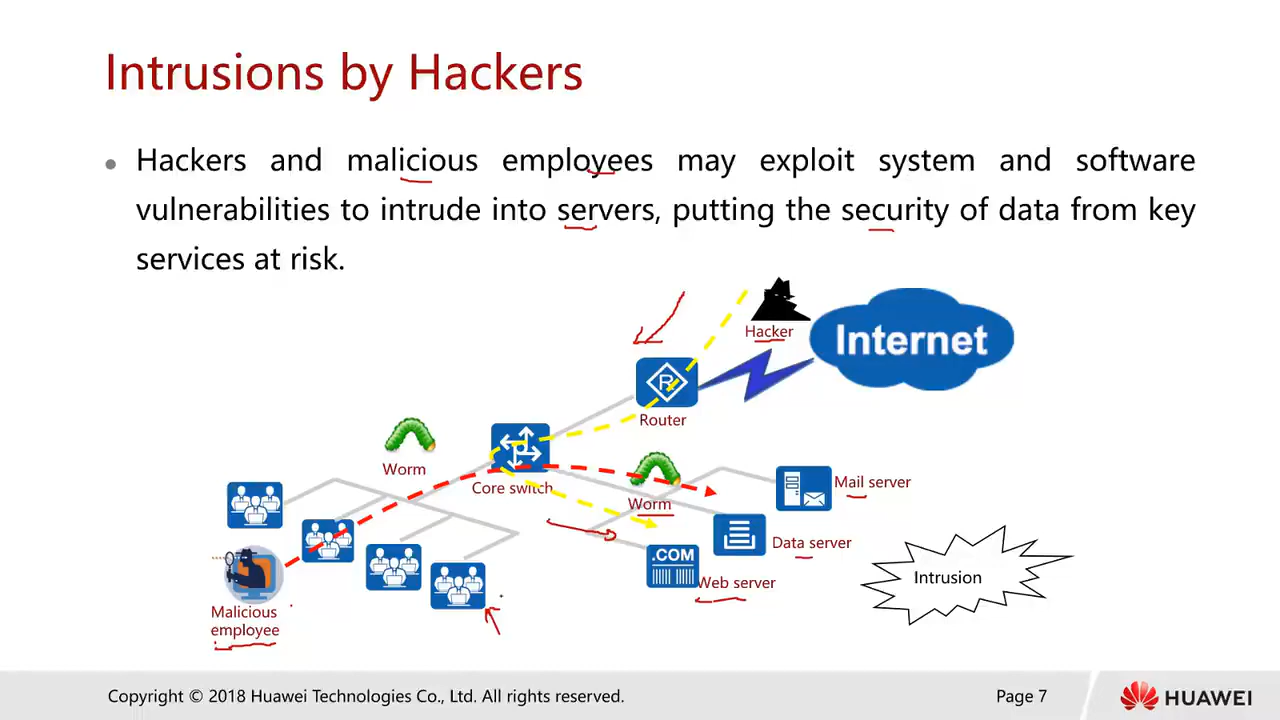 Intrusions by Hackers
Hackers and malicious employees may exploit system and software
vulnerabilities to intrude into servers, putting the security of data from key
services at risk.
Hacker
Internet
R
Router
Worm
Core switch
Worm
Mail server
Data server
.COM
Web server
Intrusion
Malicious
employee
Copyright © 2018 Huawei Technologies Co., Ltd. All rights reserved.
Page 7
HUAWEI